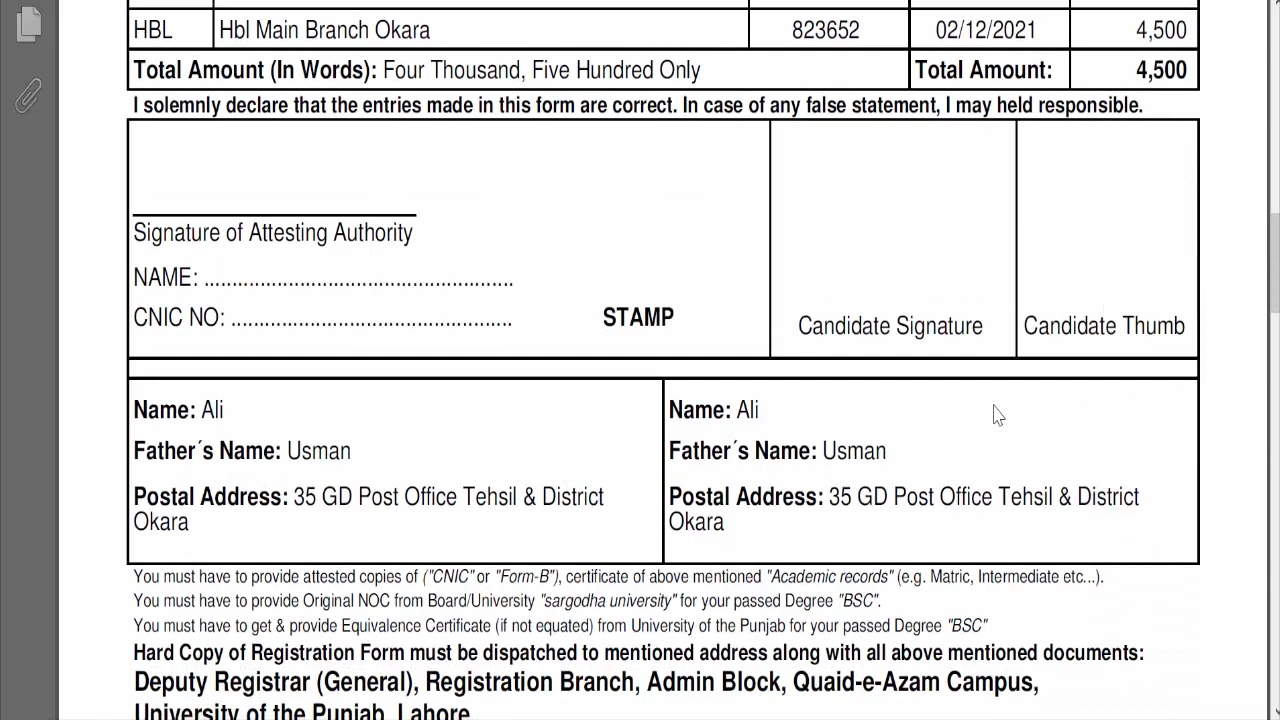 HBL Hbl Main Branch Okara 823652 02/12/2021 4,500
Total Amount (In Words): Four Thousand, Five Hundred Only Total Amount: 4,500
I solemnly declare that the entries made in this form are correct. In case of any false statement, I may held responsible.
Signature of Attesting Authority
NAME: .......................................................
CNIC NO: ..................................................
STAMP
Candidate Signature
Candidate Thumb
Name: Ali
Father´s Name: Usman
Postal Address: 35 GD Post Office Tehsil & District
Okara
Name: Ali
Father´s Name: Usman
Postal Address: 35 GD Post Office Tehsil & District
Okara
You must have to provide attested copies of ("CNIC" or "Form-B"), certificate of above mentioned "Academic records" (e.g. Matric, Intermediate etc...).
You must have to provide Original NOC from Board/University "sargodha university" for your passed Degree "BSC".
You must have to get & provide Equivalence Certificate (if not equated) from University of the Punjab for your passed Degree "BSC"
Hard Copy of Registration Form must be dispatched to mentioned address along with all above mentioned documents:
Deputy Registrar (General), Registration Branch, Admin Block, Quaid-e-Azam Campus,
University of the Punjab, Lahore.